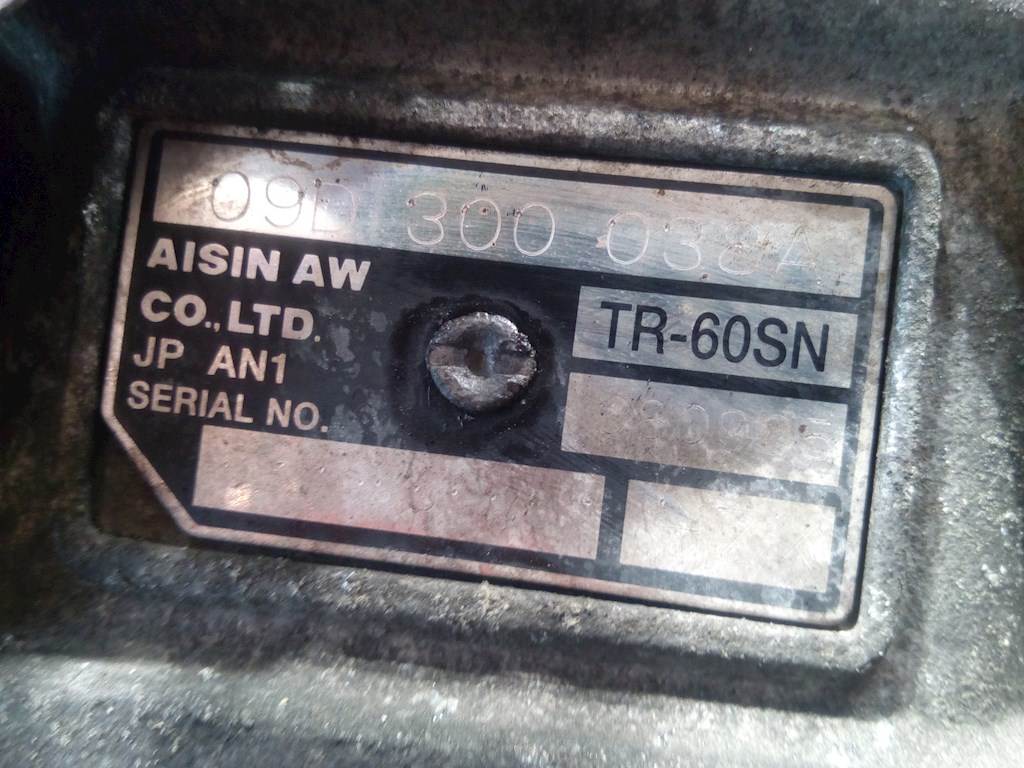 09D 300 038A
AISIN AW
CO., LTD.
TR-60SN
JP AN1
SERIAL NO.